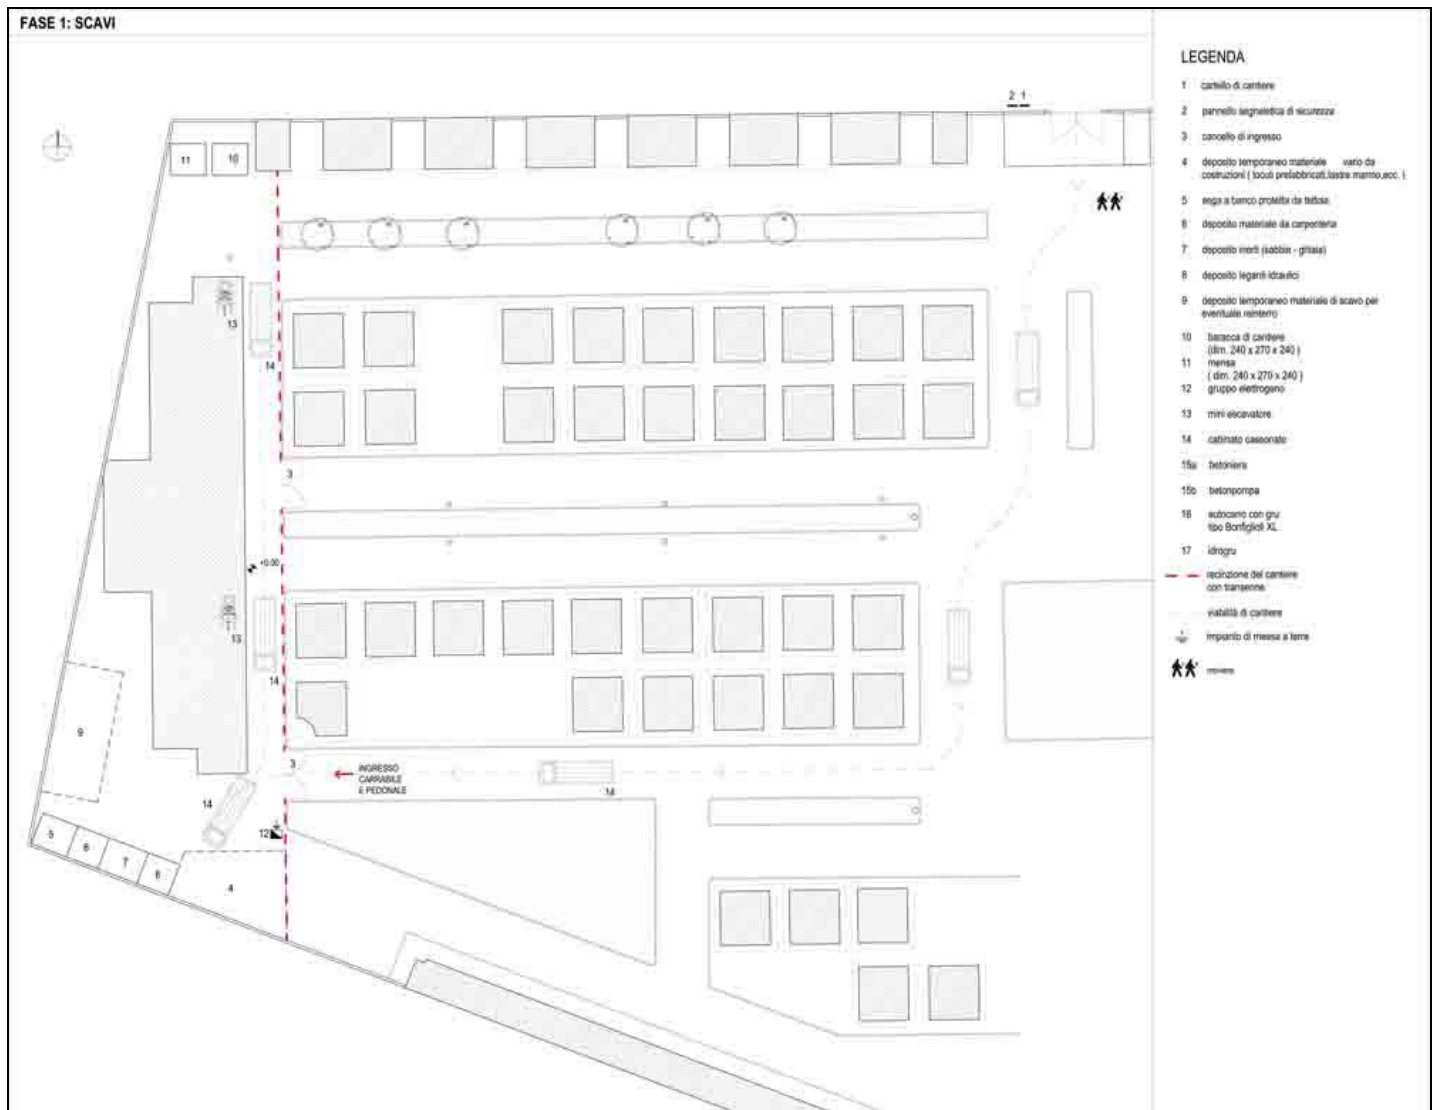 FASE 1: SCAVI
LEGENDA
1 cartello di cantiere
2 pannello segnaletica di sicurezza
3 cancello di ingresso
4 deposito temporaneo materiale vario da
costruzioni ( loculi prefabbricati,lastre marmo,ecc. )
5 sega a banco protetta da tettoia
6 deposito materiale da carpenteria
7 deposito inerti (sabbia - ghiaia)
8 deposito leganti idraulici
9 deposito temporaneo materiale di scavo per
eventuale reinterro
10 baracca di cantiere
(dim. 240 x 270 x 240 )
11 mensa
( dim. 240 x 270 x 240 )
12 gruppo elettrogeno
13 mini escavatore
14 cabinato cassonato
15a betoniera
15b betonpompa
16 autocarro con gru
tipo Bonfiglioli XL
17 idrogru
recinzione del cantiere
con transenne
viabilità di cantiere
impianto di messa a terra
moviere
2 1
11 10
13
14
3
+0.00
13
14
9
3
INGRESSO
CARRABILE
E PEDONALE
14
14
12
5
6
7
8
4